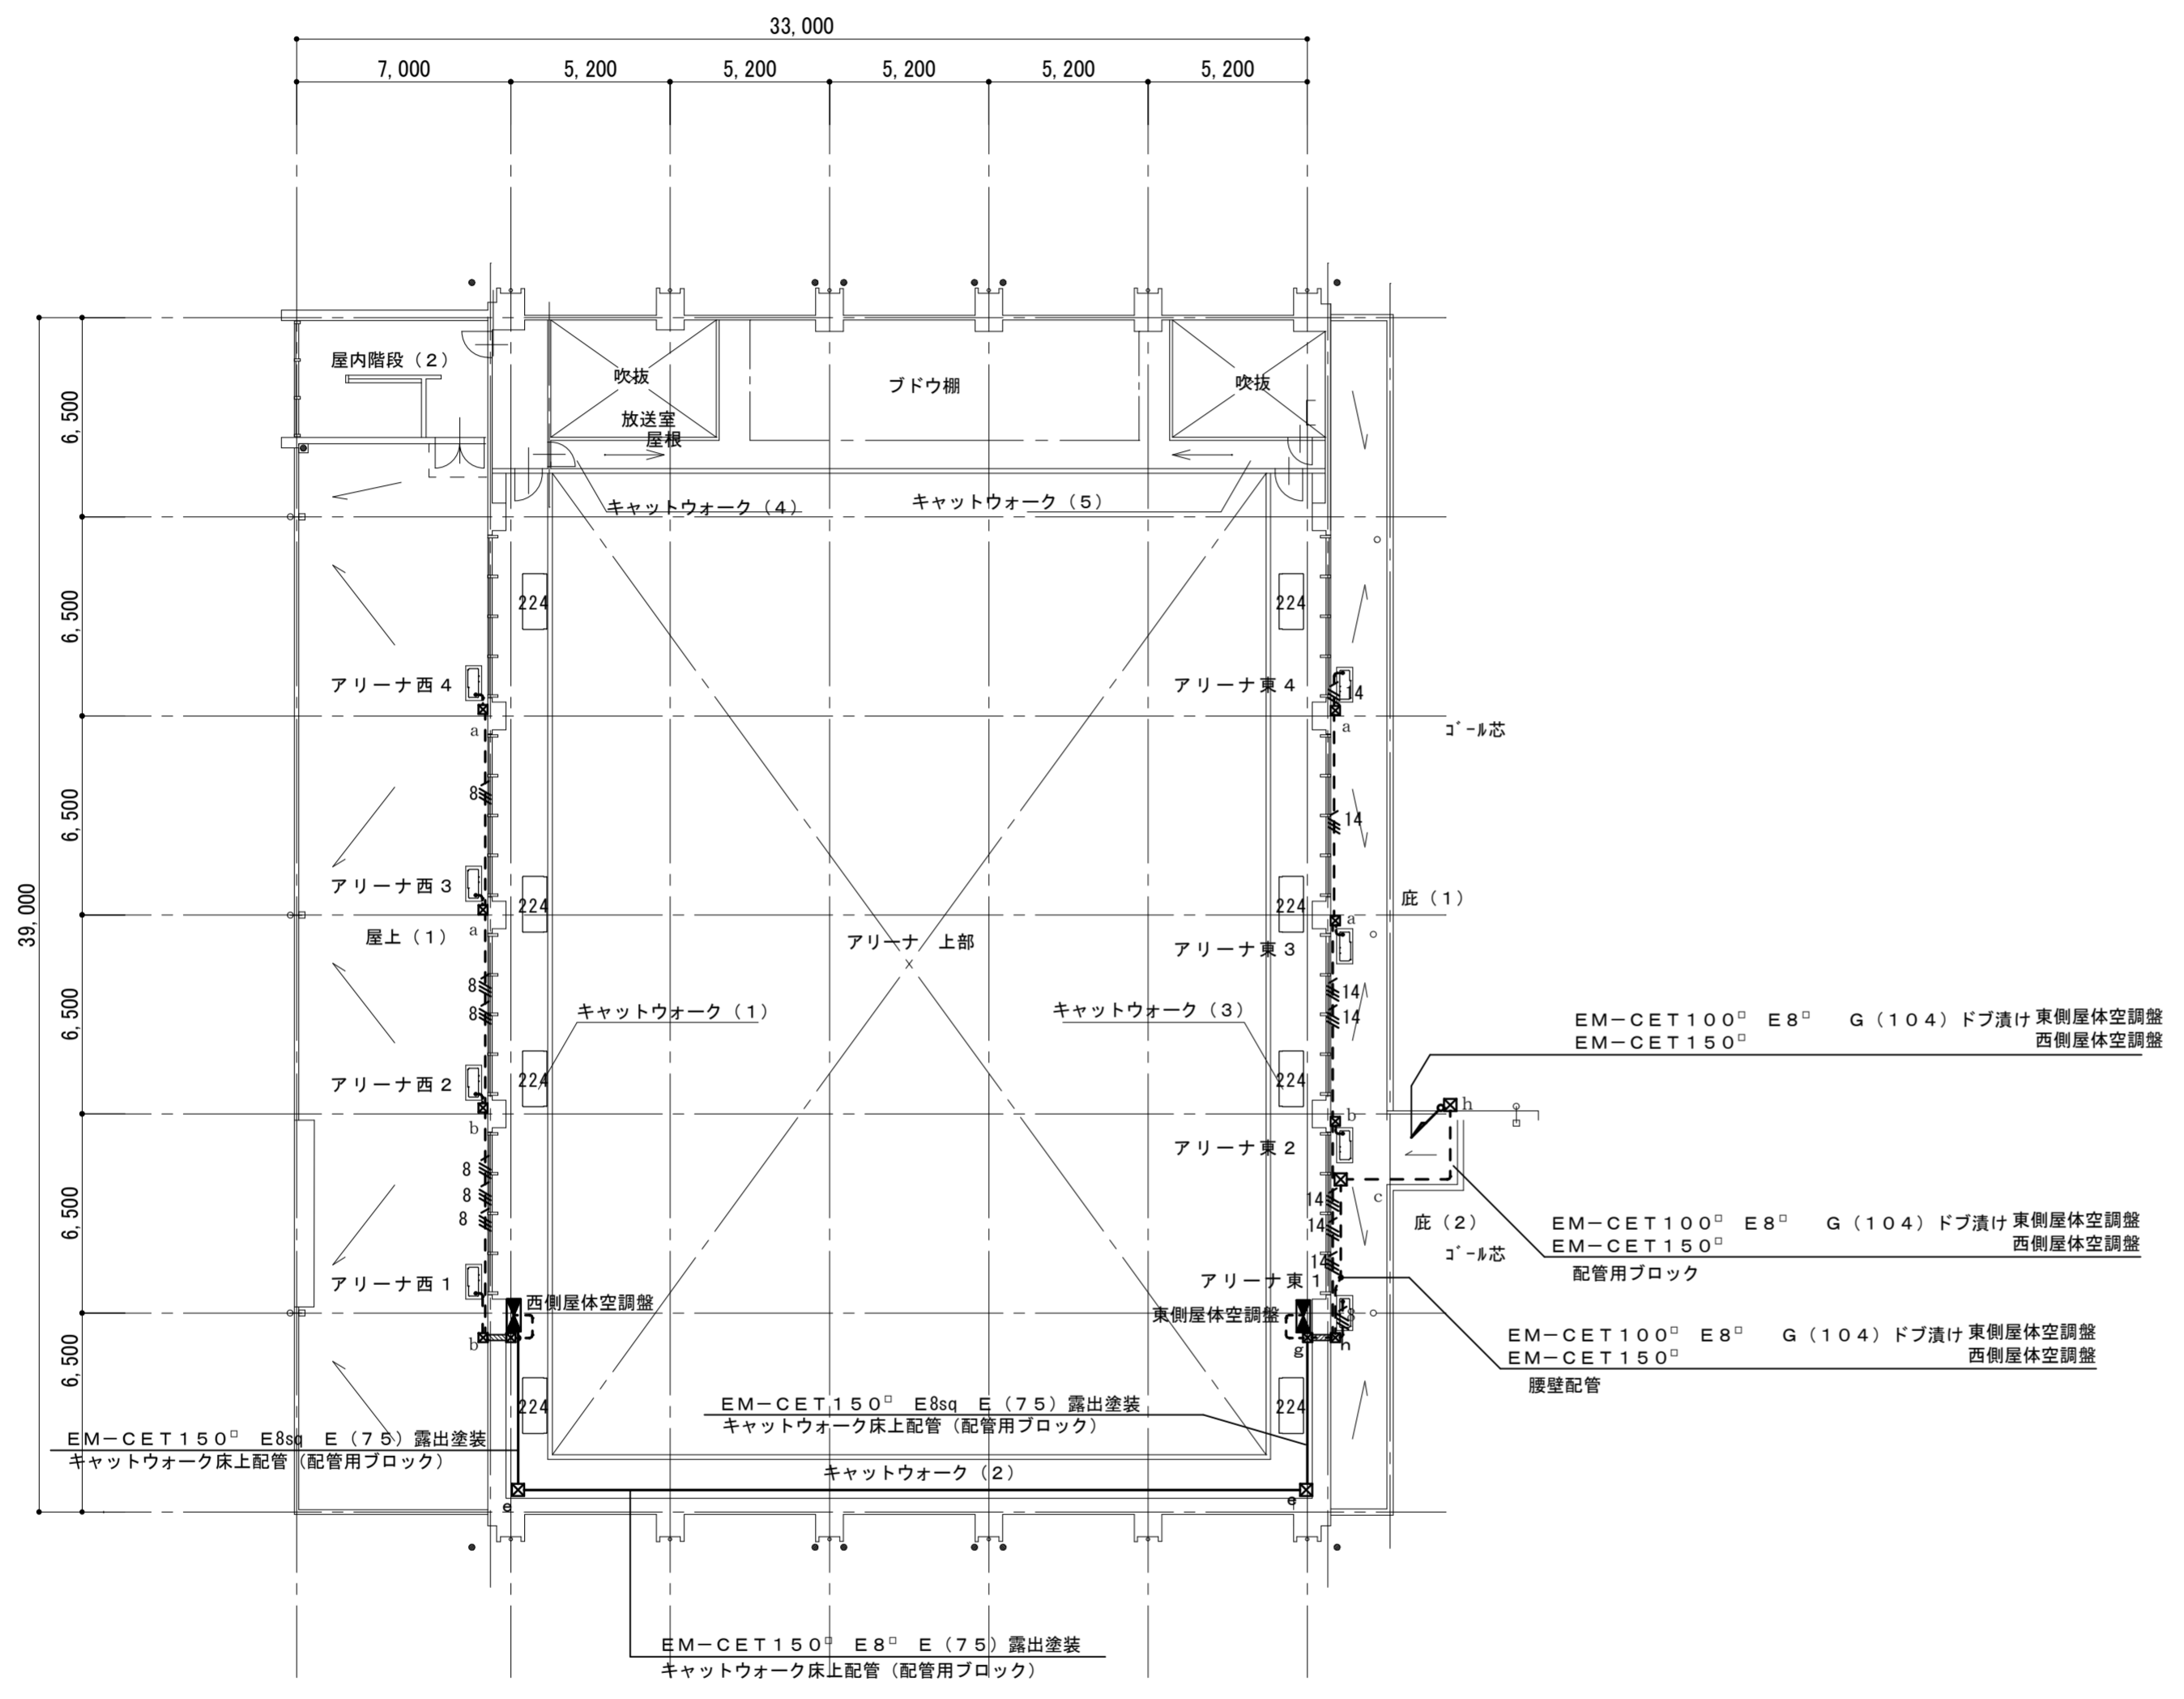 33,000
7,000
5,200
5,200
5,200
5,200
5,200
39,000
6,500
6,500
6,500
6,500
6,500
6,500
屋内階段（２）
吹抜
放送室
屋根
ブドウ棚
吹抜
キャットウォーク（４）
キャットウォーク（５）
224
224
アリーナ西４
a
アリーナ東４
14
a
ｺﾞｰﾙ芯
8
14
アリーナ西３
a
屋上（１）
224
224
アリーナ　上部
アリーナ東３
a
庇（１）
8
8
14
14
キャットウォーク（１）
キャットウォーク（３）
ＥＭ－ＣＥＴ１００□　Ｅ８□　Ｇ（１０４）ドブ漬け 東側屋体空調盤
ＥＭ－ＣＥＴ１５０□　西側屋体空調盤
アリーナ西２
b
224
224
アリーナ東２
b
h
c
8
8
8
14
14
14
庇（２）
ｺﾞｰﾙ芯
ＥＭ－ＣＥＴ１００□　Ｅ８□　Ｇ（１０４）ドブ漬け 東側屋体空調盤
ＥＭ－ＣＥＴ１５０□　西側屋体空調盤
配管用ブロック
アリーナ西１
b
西側屋体空調盤
アリーナ東１
東側屋体空調盤
g
h
ＥＭ－ＣＥＴ１００□　Ｅ８□　Ｇ（１０４）ドブ漬け 東側屋体空調盤
ＥＭ－ＣＥＴ１５０□　西側屋体空調盤
腰壁配管
224
224
ＥＭ－ＣＥＴ１５０□　Ｅ8sq　Ｅ（７５）露出塗装
キャットウォーク床上配管（配管用ブロック）
ＥＭ－ＣＥＴ１５０□　Ｅ8sq　Ｅ（７５）露出塗装
キャットウォーク床上配管（配管用ブロック）
キャットウォーク（２）
e
e
ＥＭ－ＣＥＴ１５０□　Ｅ８□　Ｅ（７５）露出塗装
キャットウォーク床上配管（配管用ブロック）